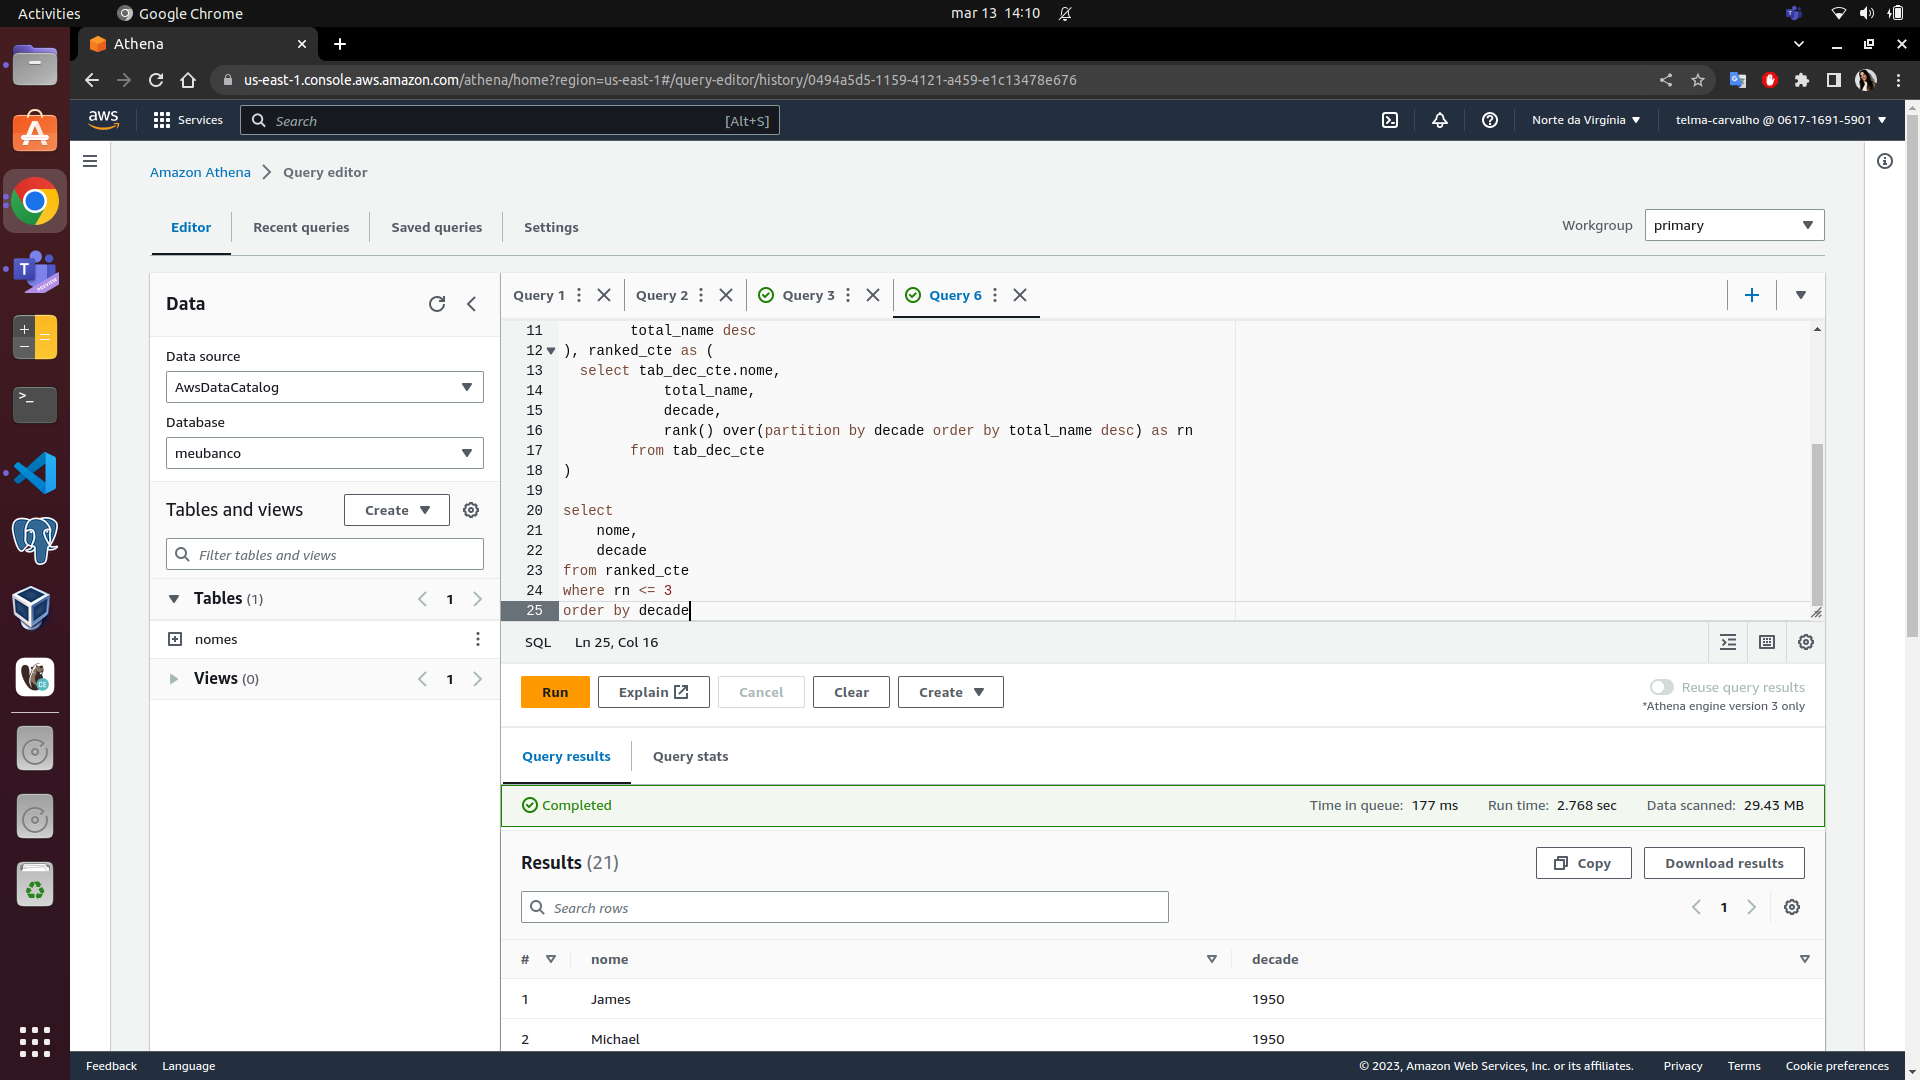 Activities
Google Chrome
mar 13 14:10
Athena
us-east-1.console.aws.amazon.com/athena/home?region=us-east-1#/query-editor/history/0494a5d5-1159-4121-a459-e1c13478e676
aws
Services
Search
[Alt+S]
Norte da Virgínia
telma-carvalho @ 0617-1691-5901
Amazon Athena
Query editor
Editor
Recent queries
Saved queries
Settings
Workgroup
primary
Data
Data source
AwsDataCatalog
Database
meubanco
Tables and views
Create
Filter tables and views
Tables (1)
1
nomes
Views (0)
1
Query 1
Query 2
Query 3
Query 6
11 total_name desc
12 ), ranked_cte as (
13 select tab_dec_cte.nome,
14 total_name,
15 decade,
16 rank() over(partition by decade order by total_name desc) as rn
17 from tab_dec_cte
18 )
19
20 select
21 nome,
22 decade
23 from ranked_cte
24 where rn <= 3
25 order by decade
SQL
Ln 25, Col 16
Run
Explain
Cancel
Clear
Create
Reuse query results
*Athena engine version 3 only
Query results
Query stats
Completed
Time in queue: 177 ms
Run time: 2.768 sec
Data scanned: 29.43 MB
Results (21)
Copy
Download results
Search rows
1
# nome decade
1 James 1950
2 Michael 1950
Feedback
Language
© 2023, Amazon Web Services, Inc. or its affiliates.
Privacy
Terms
Cookie preferences